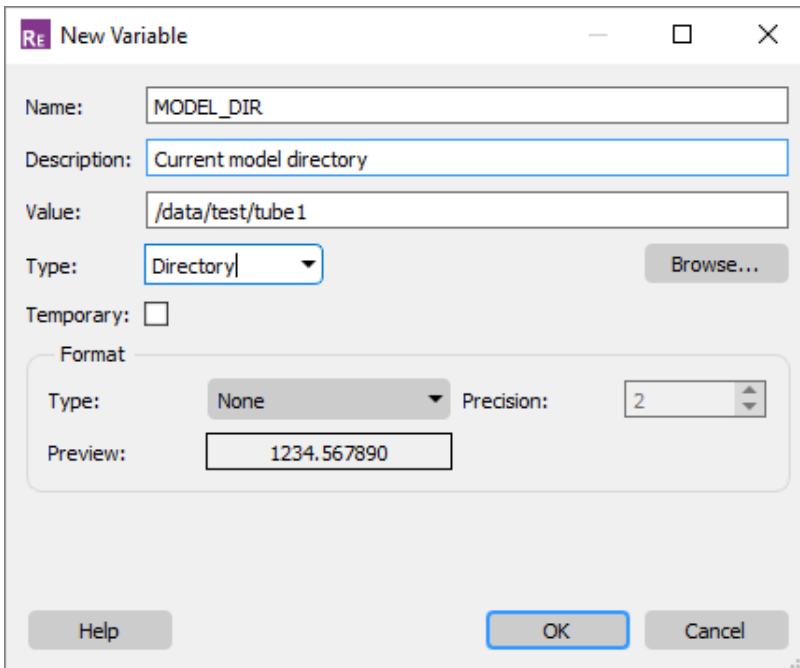 RE New Variable
Name: MODEL_DIR
Description: Current model directory
Value: /data/test/tube1
Type: Directory Browse...
Temporary:
Format
Type: None Precision: 2
Preview: 1234.567890
Help OK Cancel